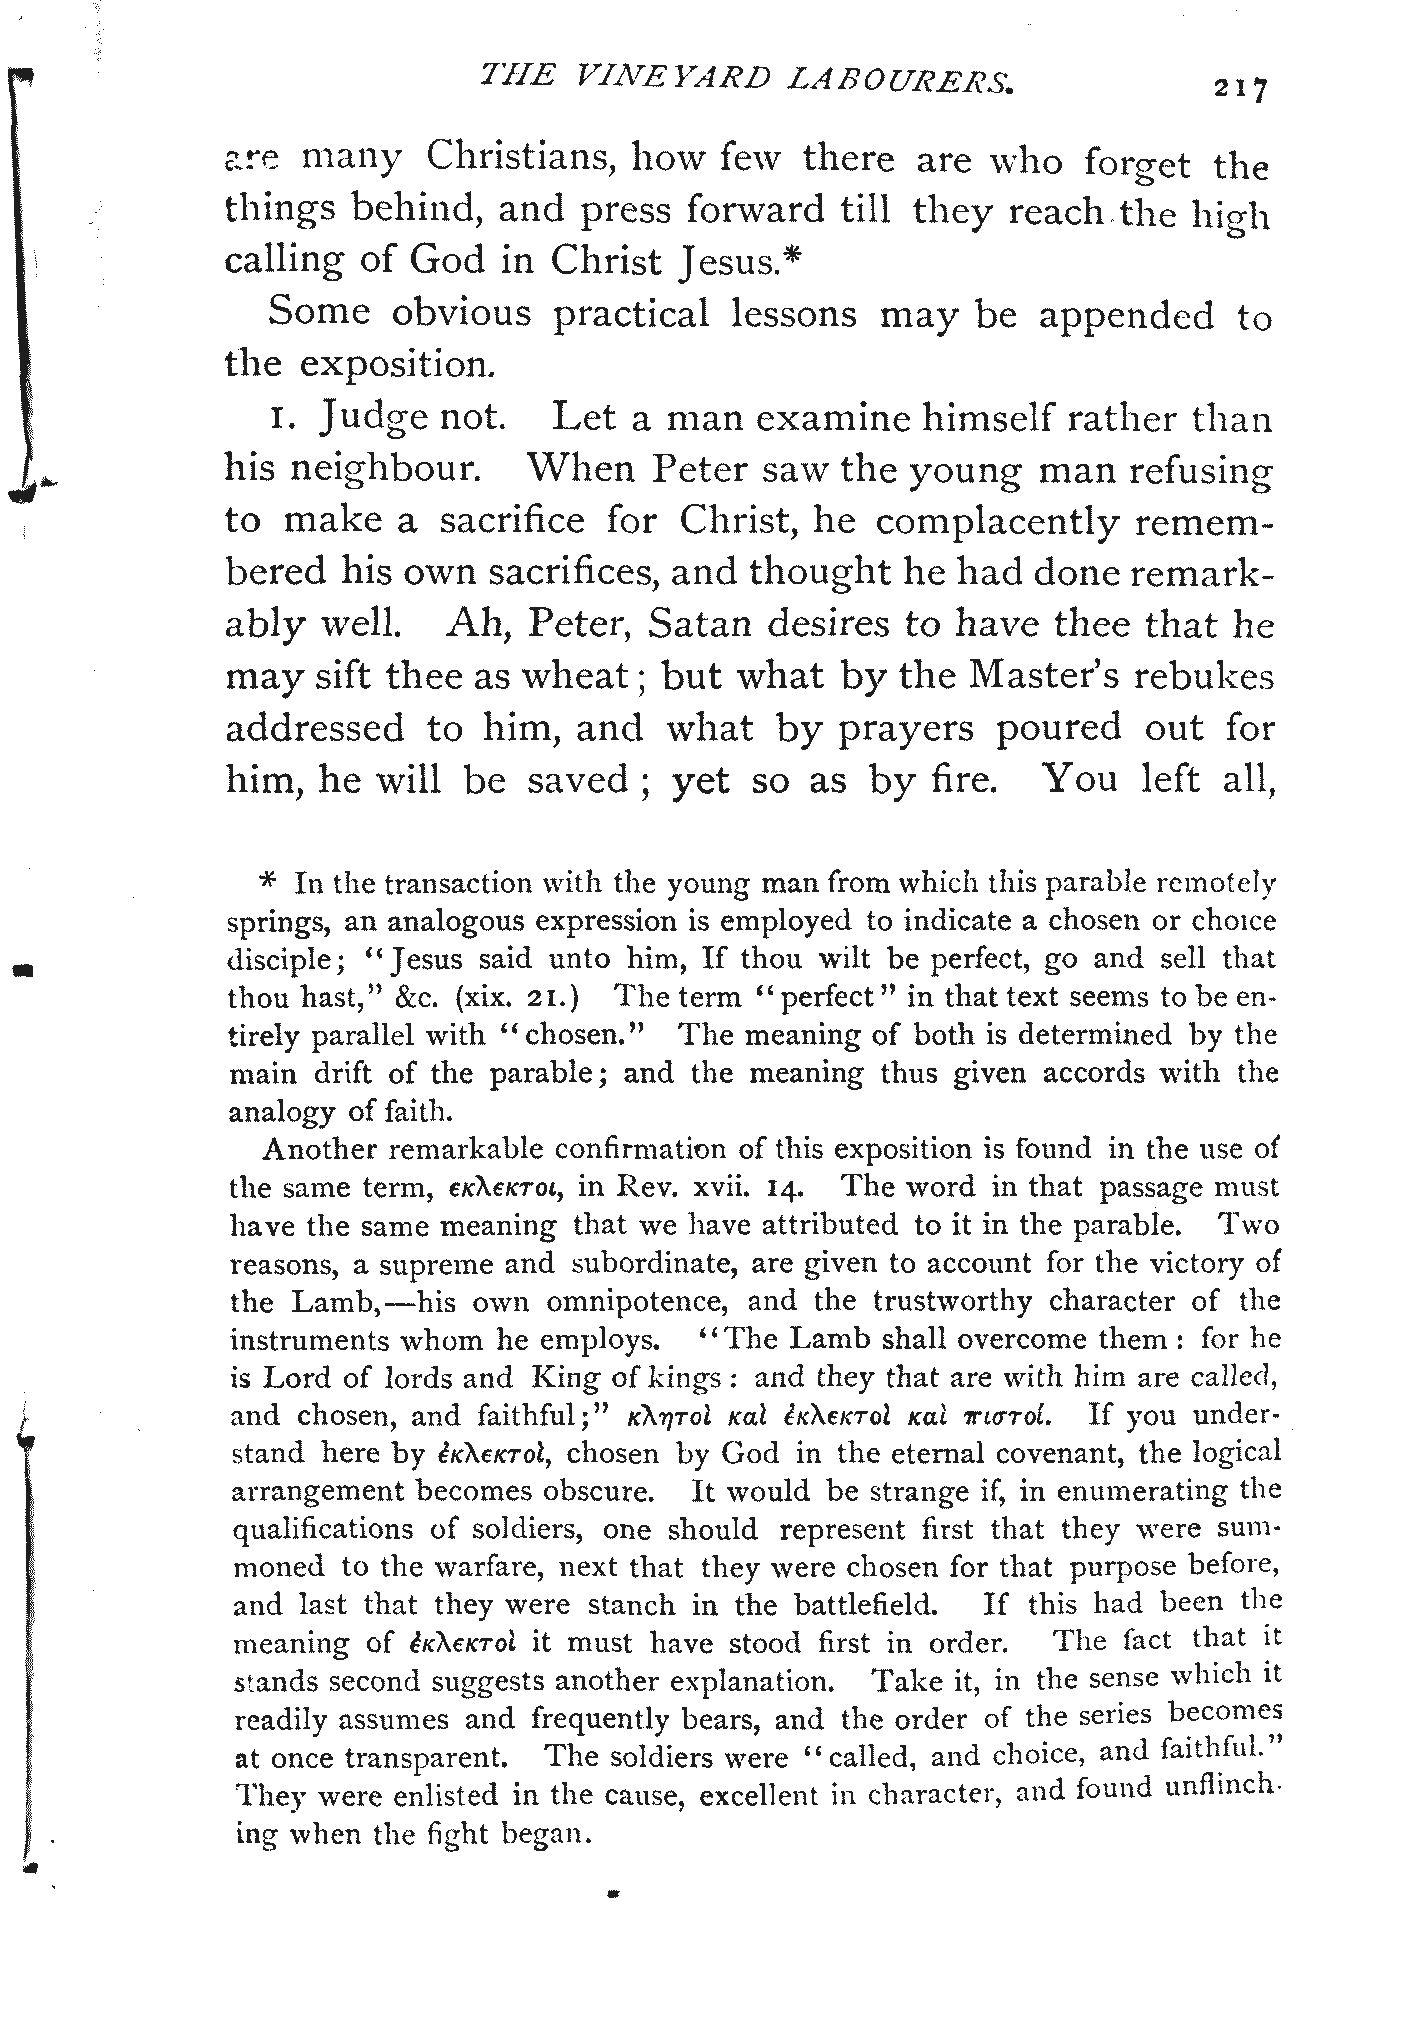 THE VINEYARD LABOURERS. 217
are many Christians, how few there are who forget the
things behind, and press forward till they reach the high
calling of God in Christ Jesus.*
Some obvious practical lessons may be appended to
the exposition.
1. Judge not. Let a man examine himself rather than
his neighbour. When Peter saw the young man refusing
to make a sacrifice for Christ, he complacently remem-
bered his own sacrifices, and thought he had done remark-
ably well. Ah, Peter, Satan desires to have thee that he
may sift thee as wheat; but what by the Master's rebukes
addressed to him, and what by prayers poured out for
him, he will be saved; yet so as by fire. You left all,
* In the transaction with the young man from which this parable remotely
springs, an analogous expression is employed to indicate a chosen or choice
disciple; "Jesus said unto him, If thou wilt be perfect, go and sell that
thou hast," &c. (xix. 21.) The term "perfect" in that text seems to be en-
tirely parallel with "chosen." The meaning of both is determined by the
main drift of the parable; and the meaning thus given accords with the
analogy of faith.
Another remarkable confirmation of this exposition is found in the use of
the same term, εκλεκτοι, in Rev. xvii. 14. The word in that passage must
have the same meaning that we have attributed to it in the parable. Two
reasons, a supreme and subordinate, are given to account for the victory of
the Lamb,—his own omnipotence, and the trustworthy character of the
instruments whom he employs. "The Lamb shall overcome them: for he
is Lord of lords and King of kings: and they that are with him are called,
and chosen, and faithful;" κλητοὶ καὶ ἐκλεκτοὶ καὶ πιστοί. If you under-
stand here by ἐκλεκτοὶ, chosen by God in the eternal covenant, the logical
arrangement becomes obscure. It would be strange if, in enumerating the
qualifications of soldiers, one should represent first that they were sum-
moned to the warfare, next that they were chosen for that purpose before,
and last that they were stanch in the battlefield. If this had been the
meaning of ἐκλεκτοὶ it must have stood first in order. The fact that it
stands second suggests another explanation. Take it, in the sense which it
readily assumes and frequently bears, and the order of the series becomes
at once transparent. The soldiers were "called, and choice, and faithful."
They were enlisted in the cause, excellent in character, and found unflinch-
ing when the fight began.